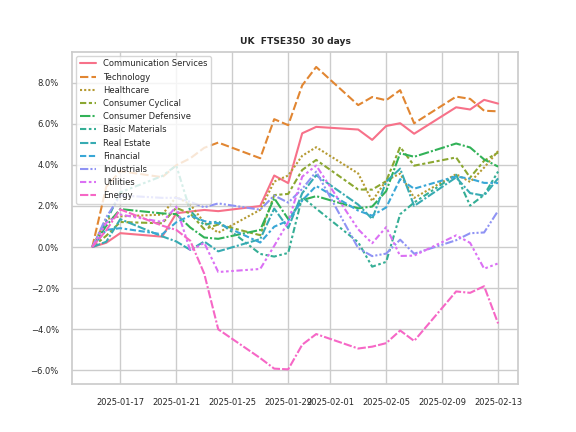 UK  FTSE350  30 days
Communication Services
Technology
Healthcare
Consumer Cyclical
Consumer Defensive
Basic Materials
Real Estate
Financial
Industrials
Utilities
Energy
8.0%
6.0%
4.0%
2.0%
0.0%
−2.0%
−4.0%
−6.0%
2025-01-17 2025-01-21 2025-01-25 2025-01-29 2025-02-01 2025-02-05 2025-02-09 2025-02-13